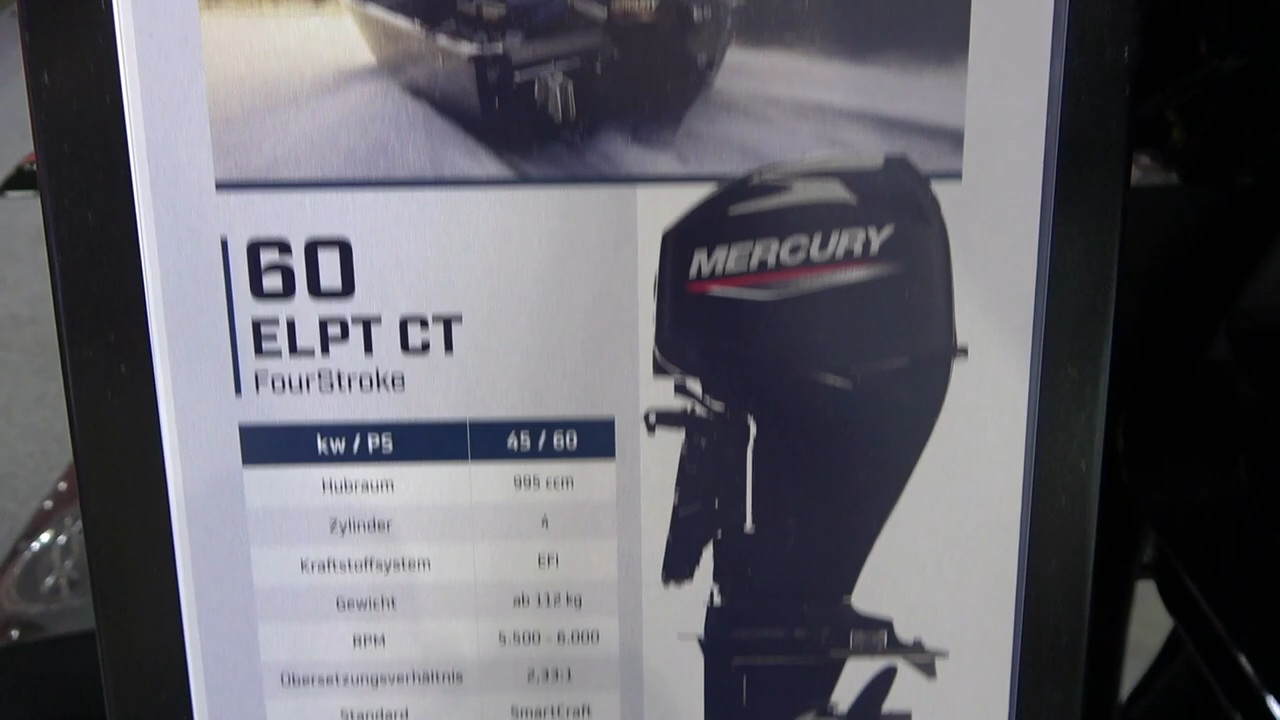 MERCURY
60
ELPT CT
FourStroke
kw / PS 45 / 60
Hubraum 995 ccm
Zylinder 4
Kraftstoffsystem EFI
Gewicht ab 112 kg
RPM 5.500 - 6.000
Übersetzungsverhältnis 2,33:1
Standard SmartCraft